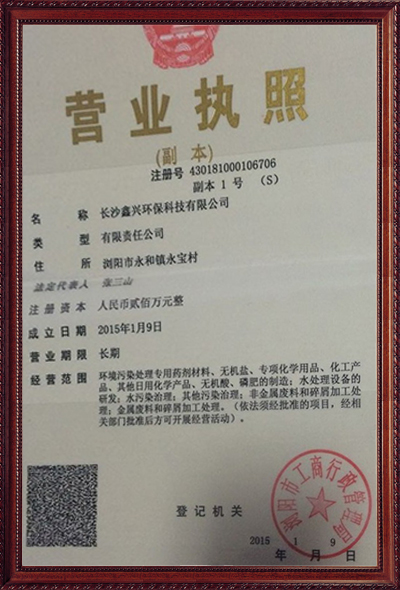 营业执照
(副 本)
注册号 430181000106706
副本 1 号 (S)
名 称 长沙鑫兴环保科技有限公司
类 型 有限责任公司
住 所 浏阳市永和镇永宝村
法定代表人 张三山
注册资本 人民币贰佰万元整
成立日期 2015年1月9日
营业期限 长期
经营范围 环境污染处理专用药剂材料、无机盐、专项化学用品、化工产
品、其他日用化学产品、无机酸、磷肥的制造;水处理设备的
研发;水污染治理;其他污染治理;非金属废料和碎屑加工处
理;金属废料和碎屑加工处理。(依法须经批准的项目,经相
关部门批准后方可开展经营活动)。
登记机关
浏阳市工商行政管理局
2015 1 9
年 月 日